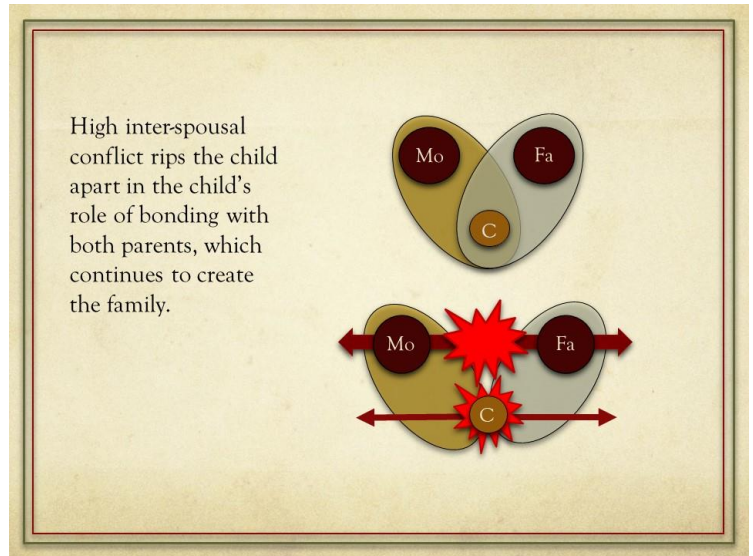 High inter-spousal
conflict rips the child
apart in the child's
role of bonding with
both parents, which
continues to create
the family.
Mo
Fa
C
Mo
Fa
C